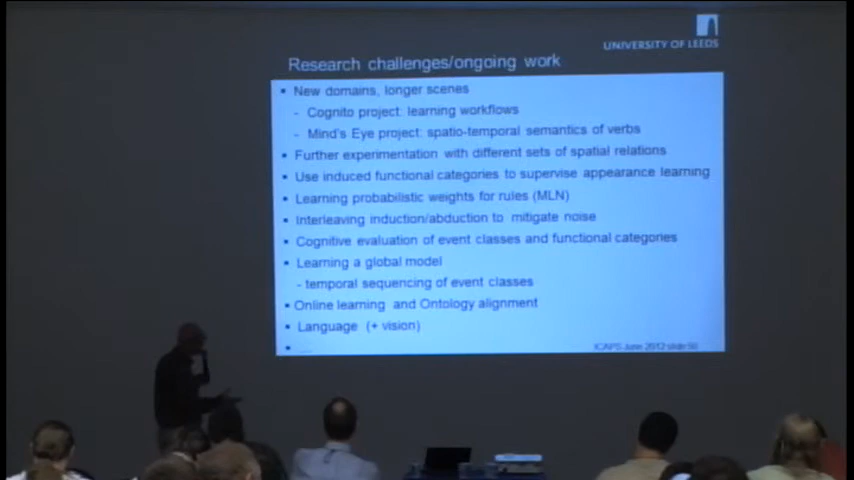 UNIVERSITY OF LEEDS
Research challenges/ongoing work
▪ New domains, longer scenes
- Cognito project: learning workflows
- Mind's Eye project: spatio-temporal semantics of verbs
▪ Further experimentation with different sets of spatial relations
▪ Use induced functional categories to supervise appearance learning
▪ Learning probabilistic weights for rules (MLN)
▪ Interleaving induction/abduction to mitigate noise
▪ Cognitive evaluation of event classes and functional categories
▪ Learning a global model
- temporal sequencing of event classes
▪ Online learning and Ontology alignment
▪ Language (+ vision)
▪ ...
ICAPS June 2012 slide 50